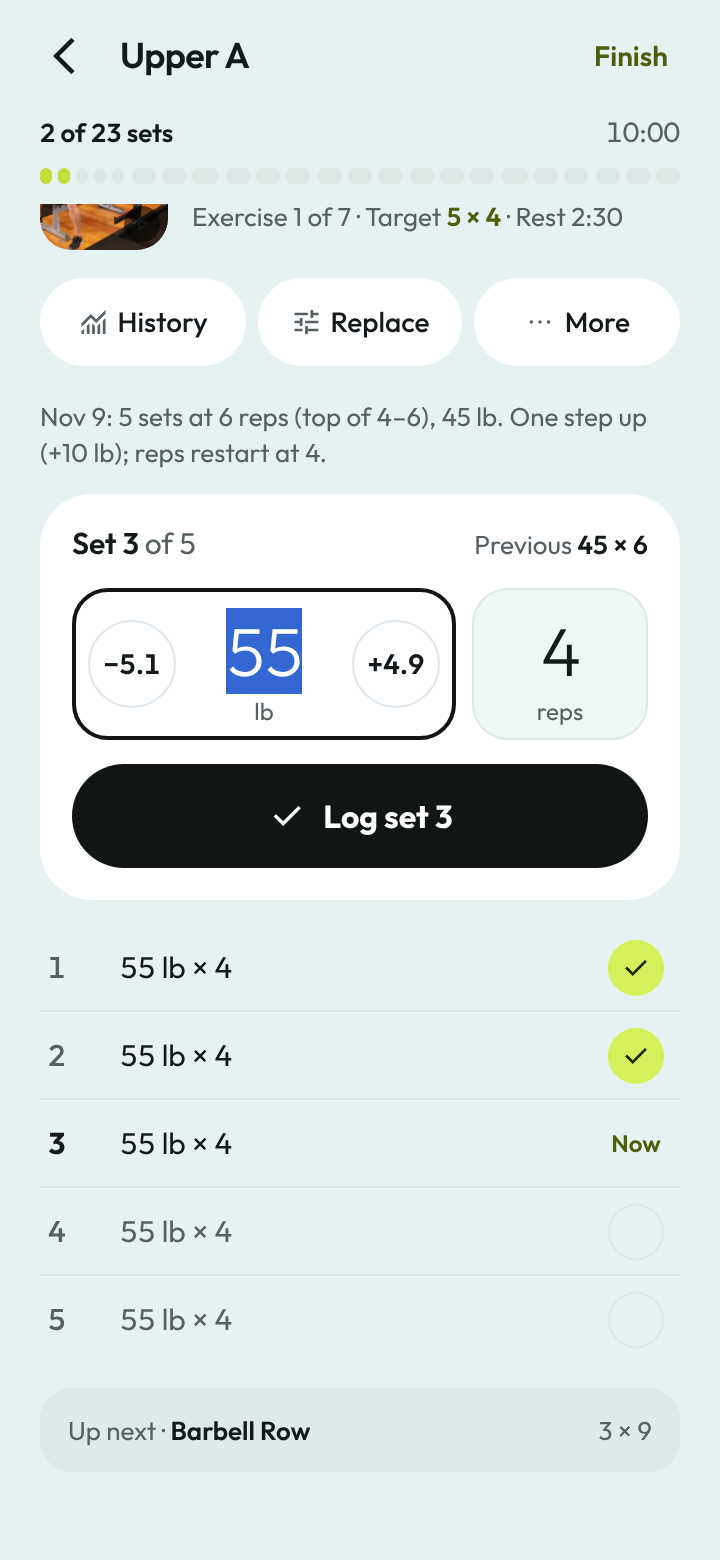 Upper A
Finish
2 of 23 sets
10:00
Exercise 1 of 7 · Target 5 × 4 · Rest 2:30
History
Replace
More
Nov 9: 5 sets at 6 reps (top of 4–6), 45 lb. One step up
(+10 lb); reps restart at 4.
Set 3 of 5
Previous 45 × 6
−5.1
55
+4.9
lb
4
reps
Log set 3
1 55 lb × 4
2 55 lb × 4
3 55 lb × 4 Now
4 55 lb × 4
5 55 lb × 4
Up next · Barbell Row 3 × 9